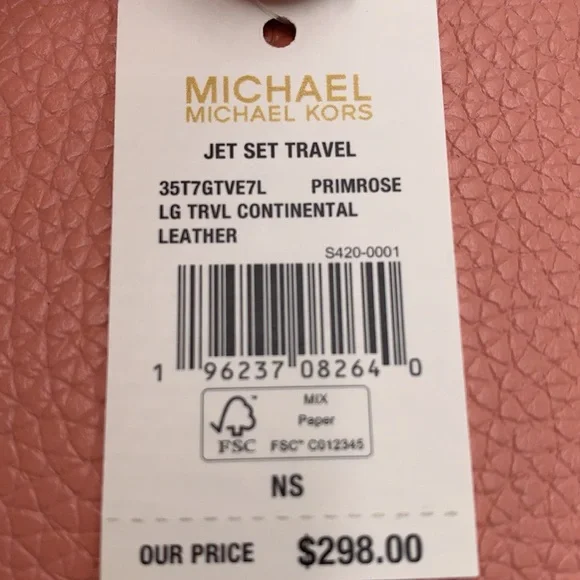 MICHAEL
MICHAEL KORS
JET SET TRAVEL
35T7GTVE7L PRIMROSE
LG TRVL CONTINENTAL
LEATHER
S420-0001
1 96237 08264 0
MIX
Paper
FSC™ C012345
FSC
NS
OUR PRICE $298.00